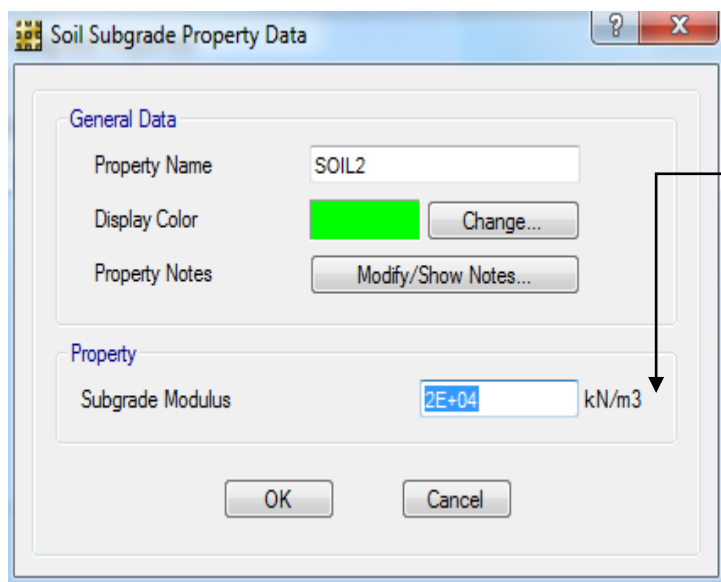 Soil Subgrade Property Data
?
X
General Data
Property Name SOIL2
Display Color Change...
Property Notes Modify/Show Notes...
Property
Subgrade Modulus 2E+04 kN/m3
OK Cancel